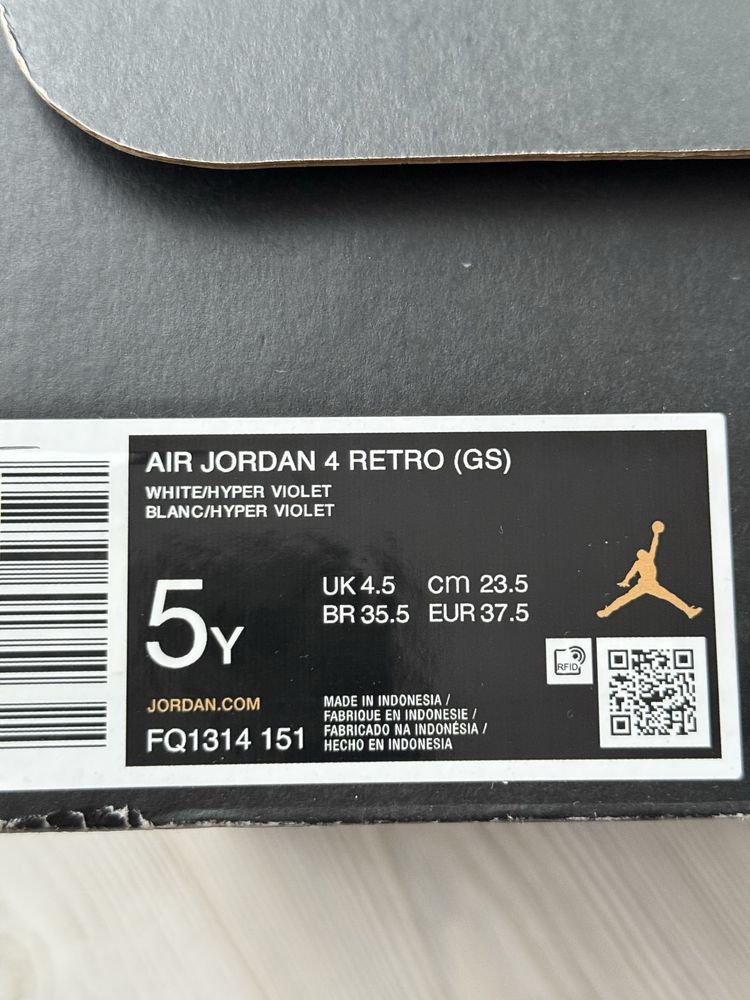 AIR JORDAN 4 RETRO (GS)
WHITE/HYPER VIOLET
BLANC/HYPER VIOLET
5Y
UK 4.5 cm 23.5
BR 35.5 EUR 37.5
RFID
JORDAN.COM
FQ1314 151
MADE IN INDONESIA /
FABRIQUE EN INDONESIE /
FABRICADO NA INDONÉSIA /
HECHO EN INDONESIA